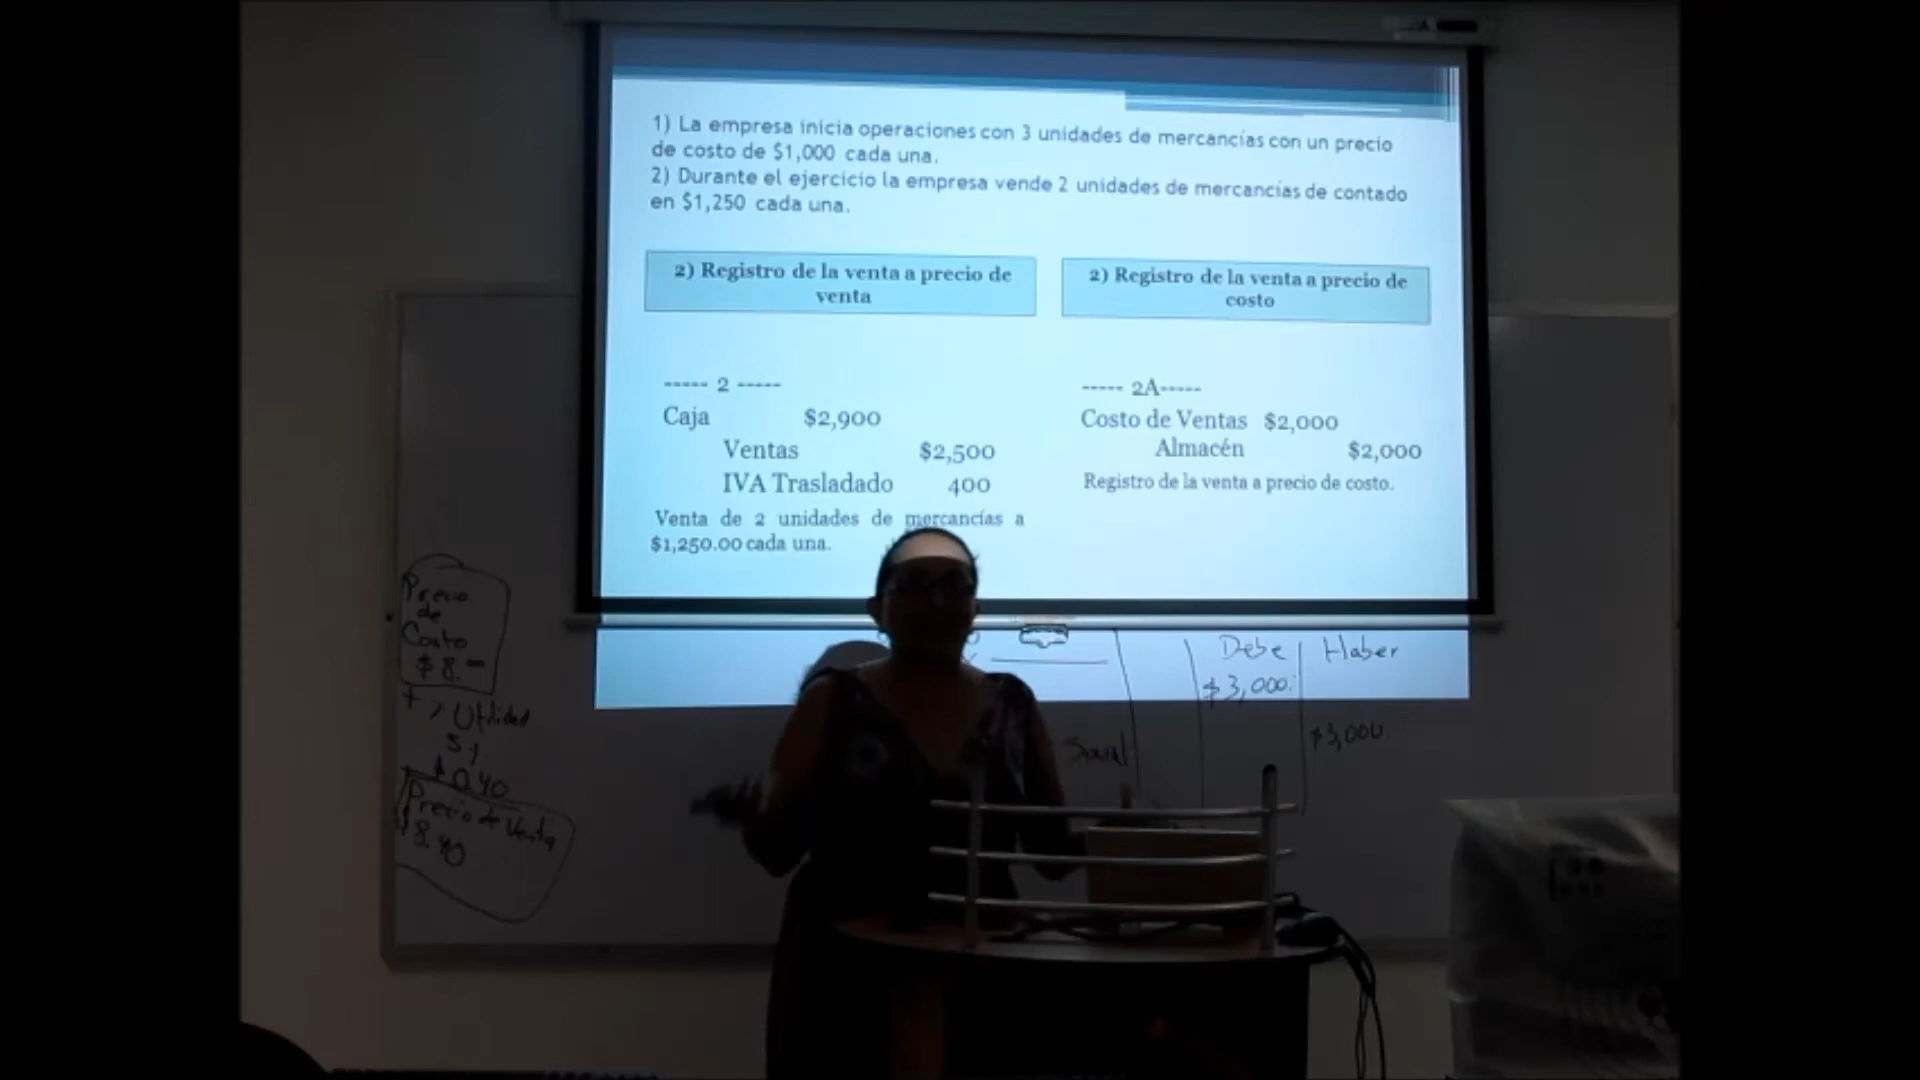 1) La empresa inicia operaciones con 3 unidades de mercancías con un precio
de costo de $1,000 cada una.
2) Durante el ejercicio la empresa vende 2 unidades de mercancías de contado
en $1,250 cada una.
2) Registro de la venta a precio de
venta
----- 2 -----
Caja $2,900
Ventas $2,500
IVA Trasladado 400
Venta de 2 unidades de mercancías a
$1,250.00 cada una.
2) Registro de la venta a precio de
costo
----- 2A-----
Costo de Ventas $2,000
Almacén $2,000
Registro de la venta a precio de costo.
Precio
de
Costo
$ 8.
+ % Utilidad
5%
+ $0.40
Precio de Venta
$8.40
Debe Haber
$3,000.
Social $3,000